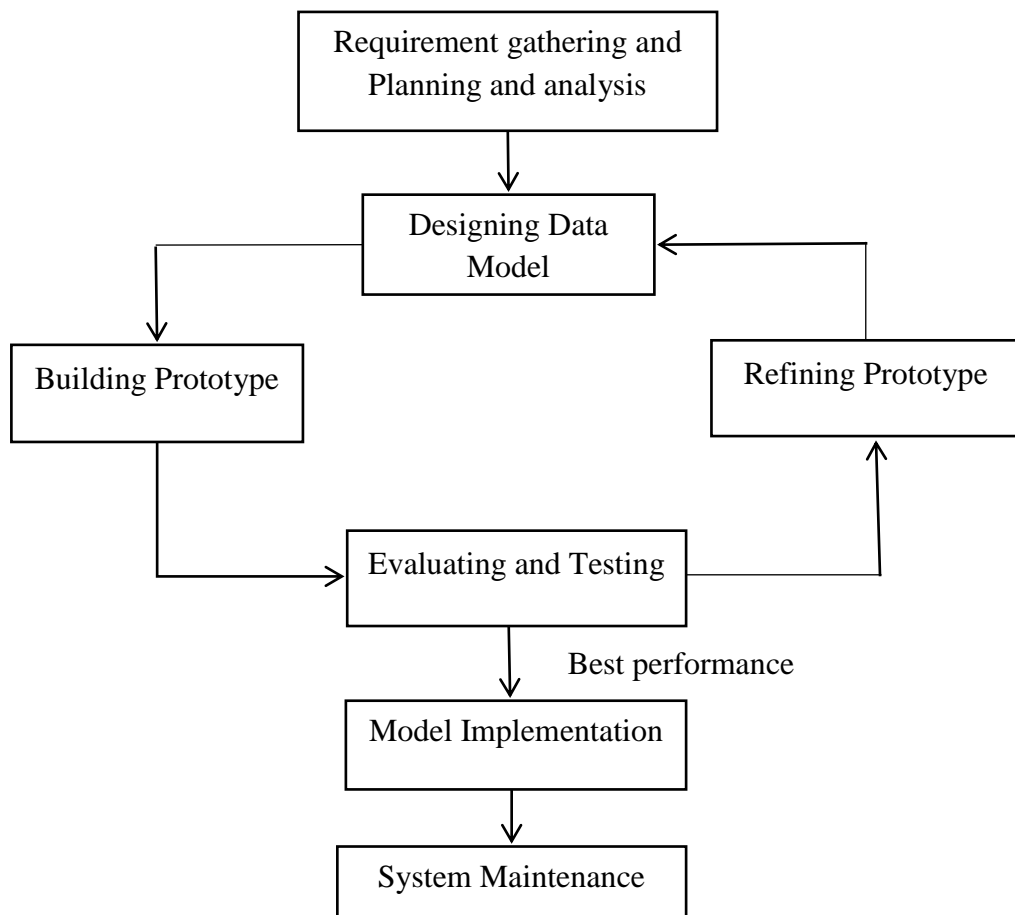 Requirement gathering and
Planning and analysis
Designing Data
Model
Building Prototype
Refining Prototype
Evaluating and Testing
Best performance
Model Implementation
System Maintenance